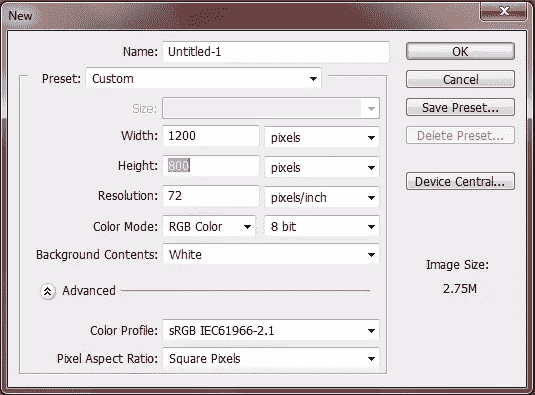 New
Name: Untitled-1
OK
Preset: Custom
Cancel
Size:
Save Preset...
Width: 1200 pixels
Delete Preset...
Height: 800 pixels
Resolution: 72 pixels/inch
Device Central...
Color Mode: RGB Color 8 bit
Background Contents: White
Image Size:
2.75M
Advanced
Color Profile: sRGB IEC61966-2.1
Pixel Aspect Ratio: Square Pixels